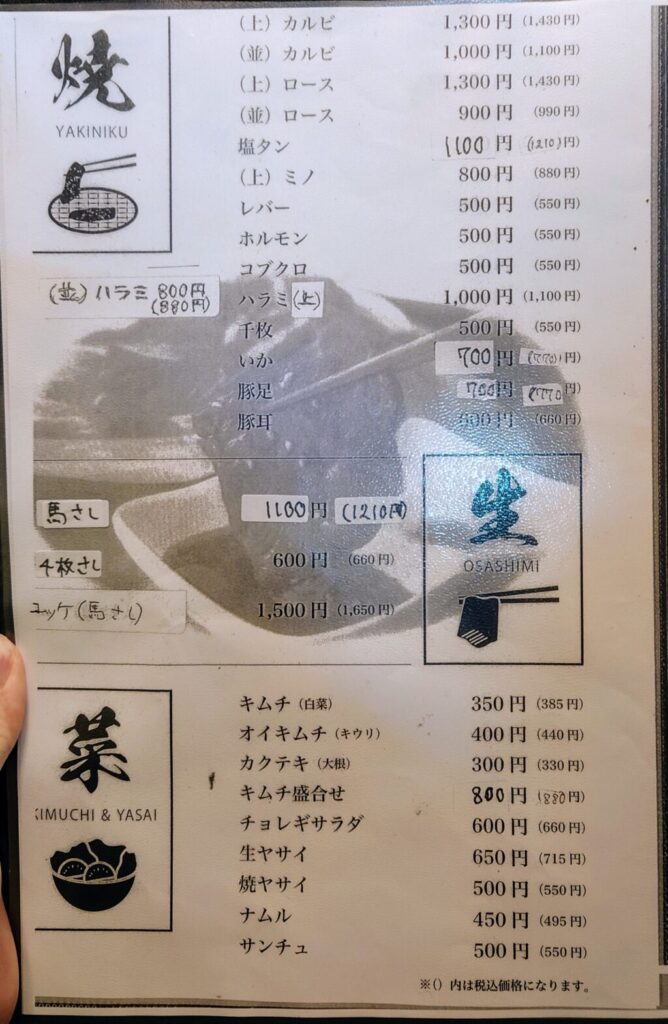 焼
YAKINIKU
(上) カルビ 1,300円 (1,430円)
(並) カルビ 1,000円 (1,100円)
(上) ロース 1,300円 (1,430円)
(並) ロース 900円 (990円)
塩タン 1100円 (1210)円)
(上) ミノ 800円 (880円)
レバー 500円 (550円)
ホルモン 500円 (550円)
コブクロ 500円 (550円)
(並) ハラミ 800円
(880円)
ハラミ(上) 1,000円 (1,100円)
千枚 500円 (550円)
いか 700円 (770)円)
豚足 700円 (770円)
豚耳 600円 (660円)
生
OSASHIMI
馬さし 1100円 (1210円)
千枚さし 600円 (660円)
ユッケ(馬さし) 1,500円 (1,650円)
菜
KIMUCHI & YASAI
キムチ (白菜) 350円 (385円)
オイキムチ (キウリ) 400円 (440円)
カクテキ (大根) 300円 (330円)
キムチ盛合せ 800円 (880円)
チョレギサラダ 600円 (660円)
生ヤサイ 650円 (715円)
焼ヤサイ 500円 (550円)
ナムル 450円 (495円)
サンチュ 500円 (550円)
※()内は税込価格になります。